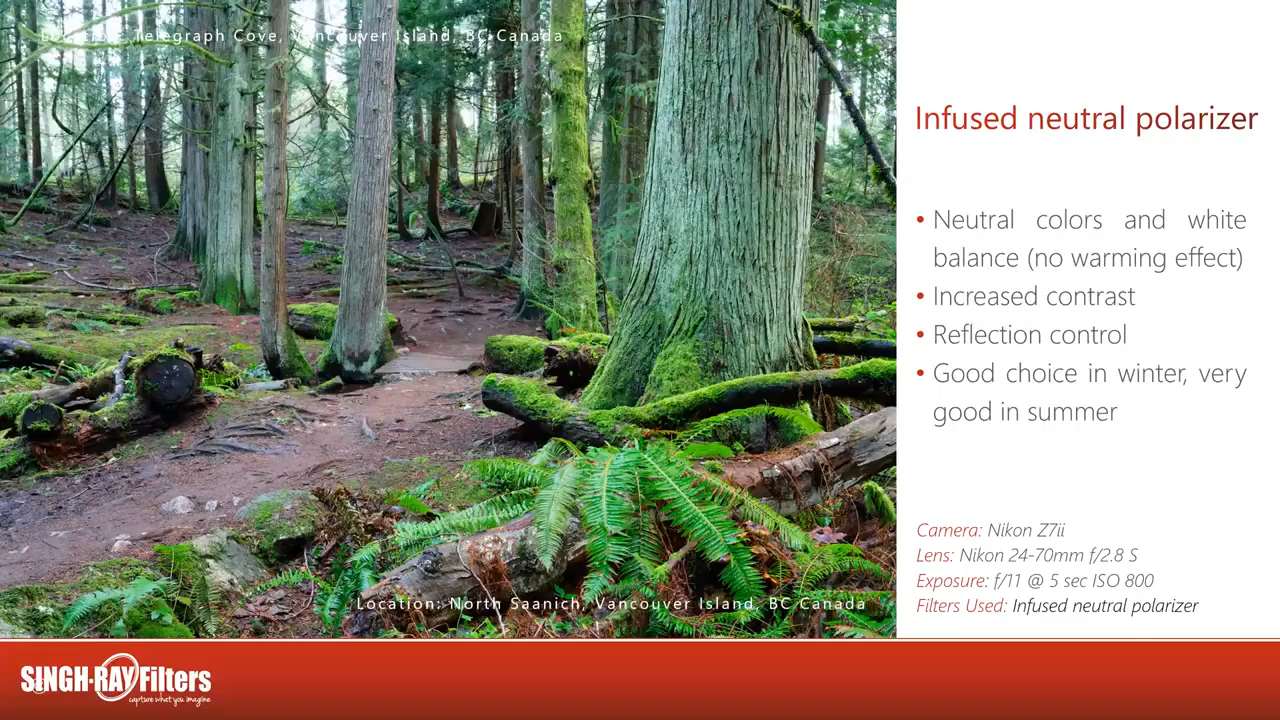 Location: Telegraph Cove, Vancouver Island, BC Canada
Infused neutral polarizer
• Neutral colors and white
balance (no warming effect)
• Increased contrast
• Reflection control
• Good choice in winter, very
good in summer
Camera: Nikon Z7ii
Lens: Nikon 24-70mm f/2.8 S
Exposure: f/11 @ 5 sec ISO 800
Filters Used: Infused neutral polarizer
Location: North Saanich, Vancouver Island, BC Canada
SINGH-RAY Filters
capture what you imagine